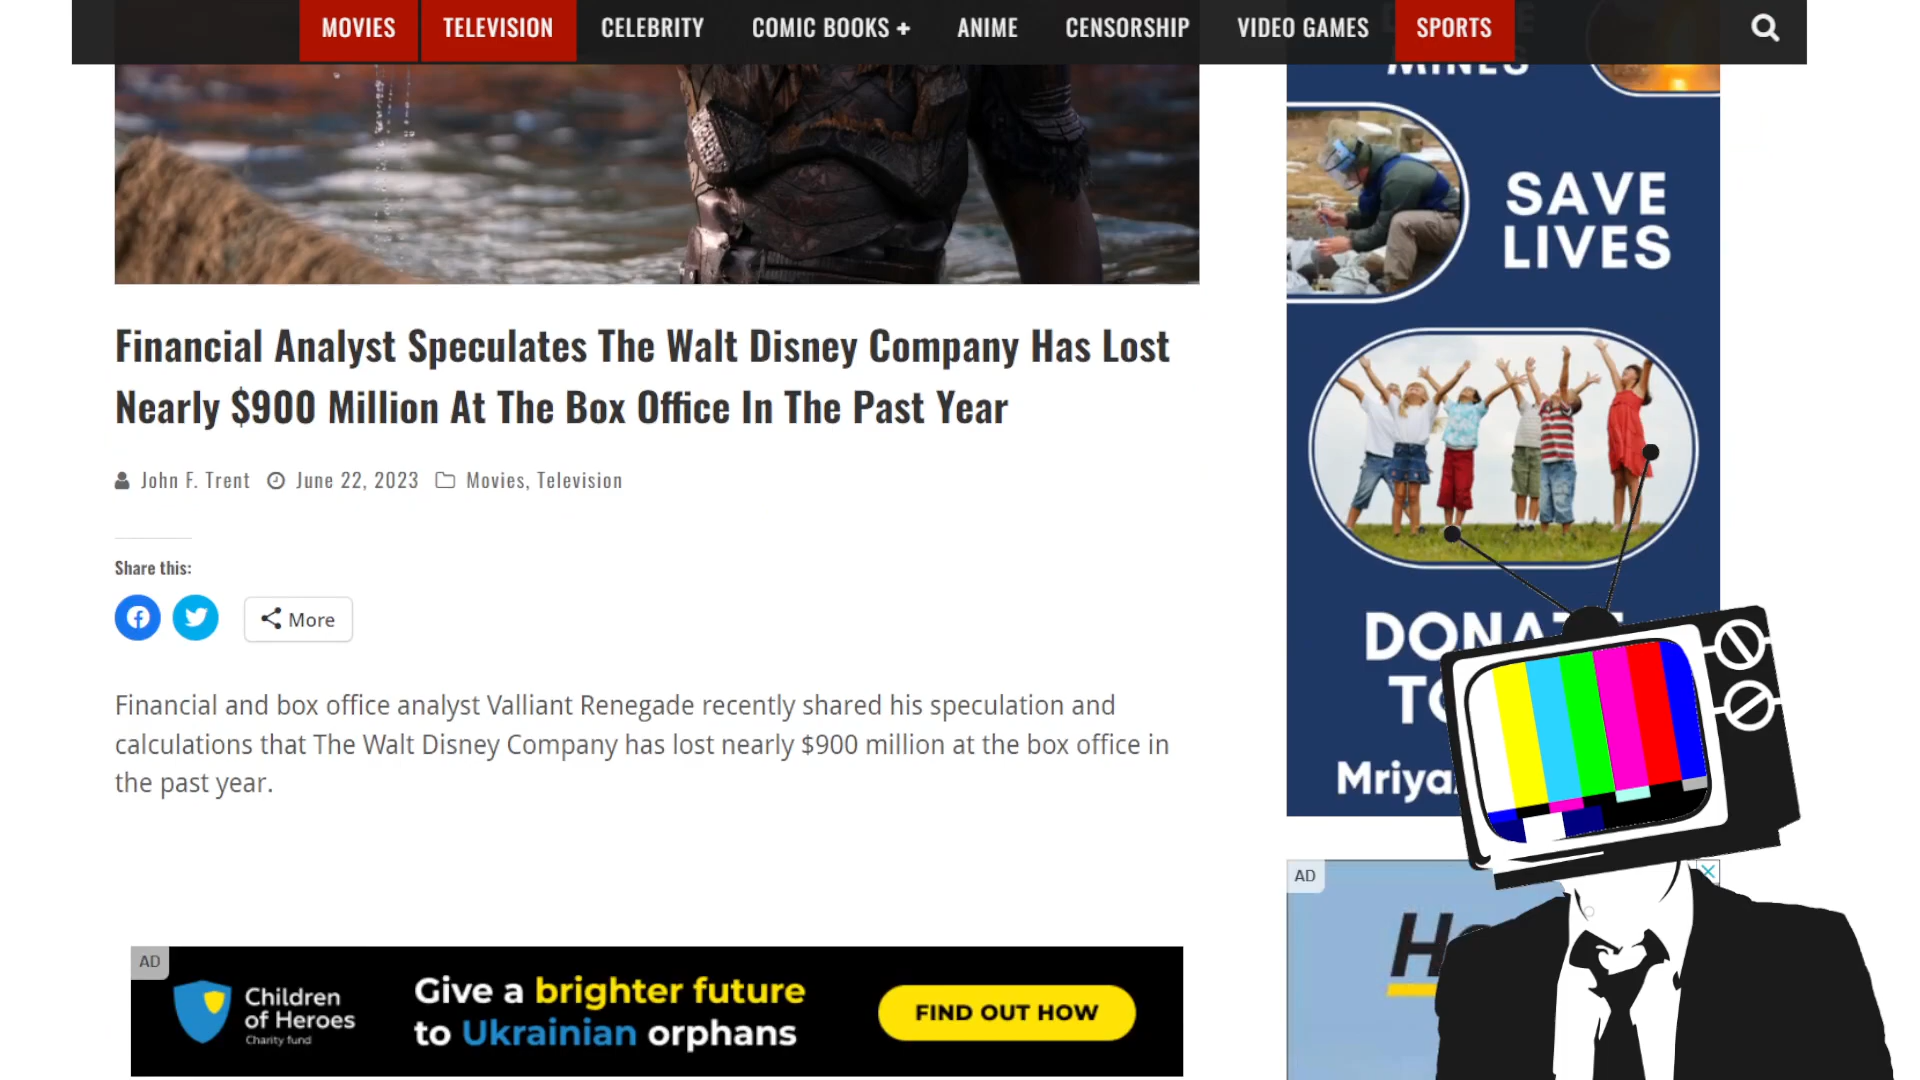 MOVIES TELEVISION CELEBRITY COMIC BOOKS + ANIME CENSORSHIP VIDEO GAMES SPORTS
MINES
SAVE
LIVES
Financial Analyst Speculates The Walt Disney Company Has Lost
Nearly $900 Million At The Box Office In The Past Year
John F. Trent June 22, 2023 Movies, Television
Share this:
More
Financial and box office analyst Valliant Renegade recently shared his speculation and
calculations that The Walt Disney Company has lost nearly $900 million at the box office in
the past year.
DONATE
TO
AD
AD
Children
of Heroes
Charity fund
Give a brighter future
to Ukrainian orphans
FIND OUT HOW